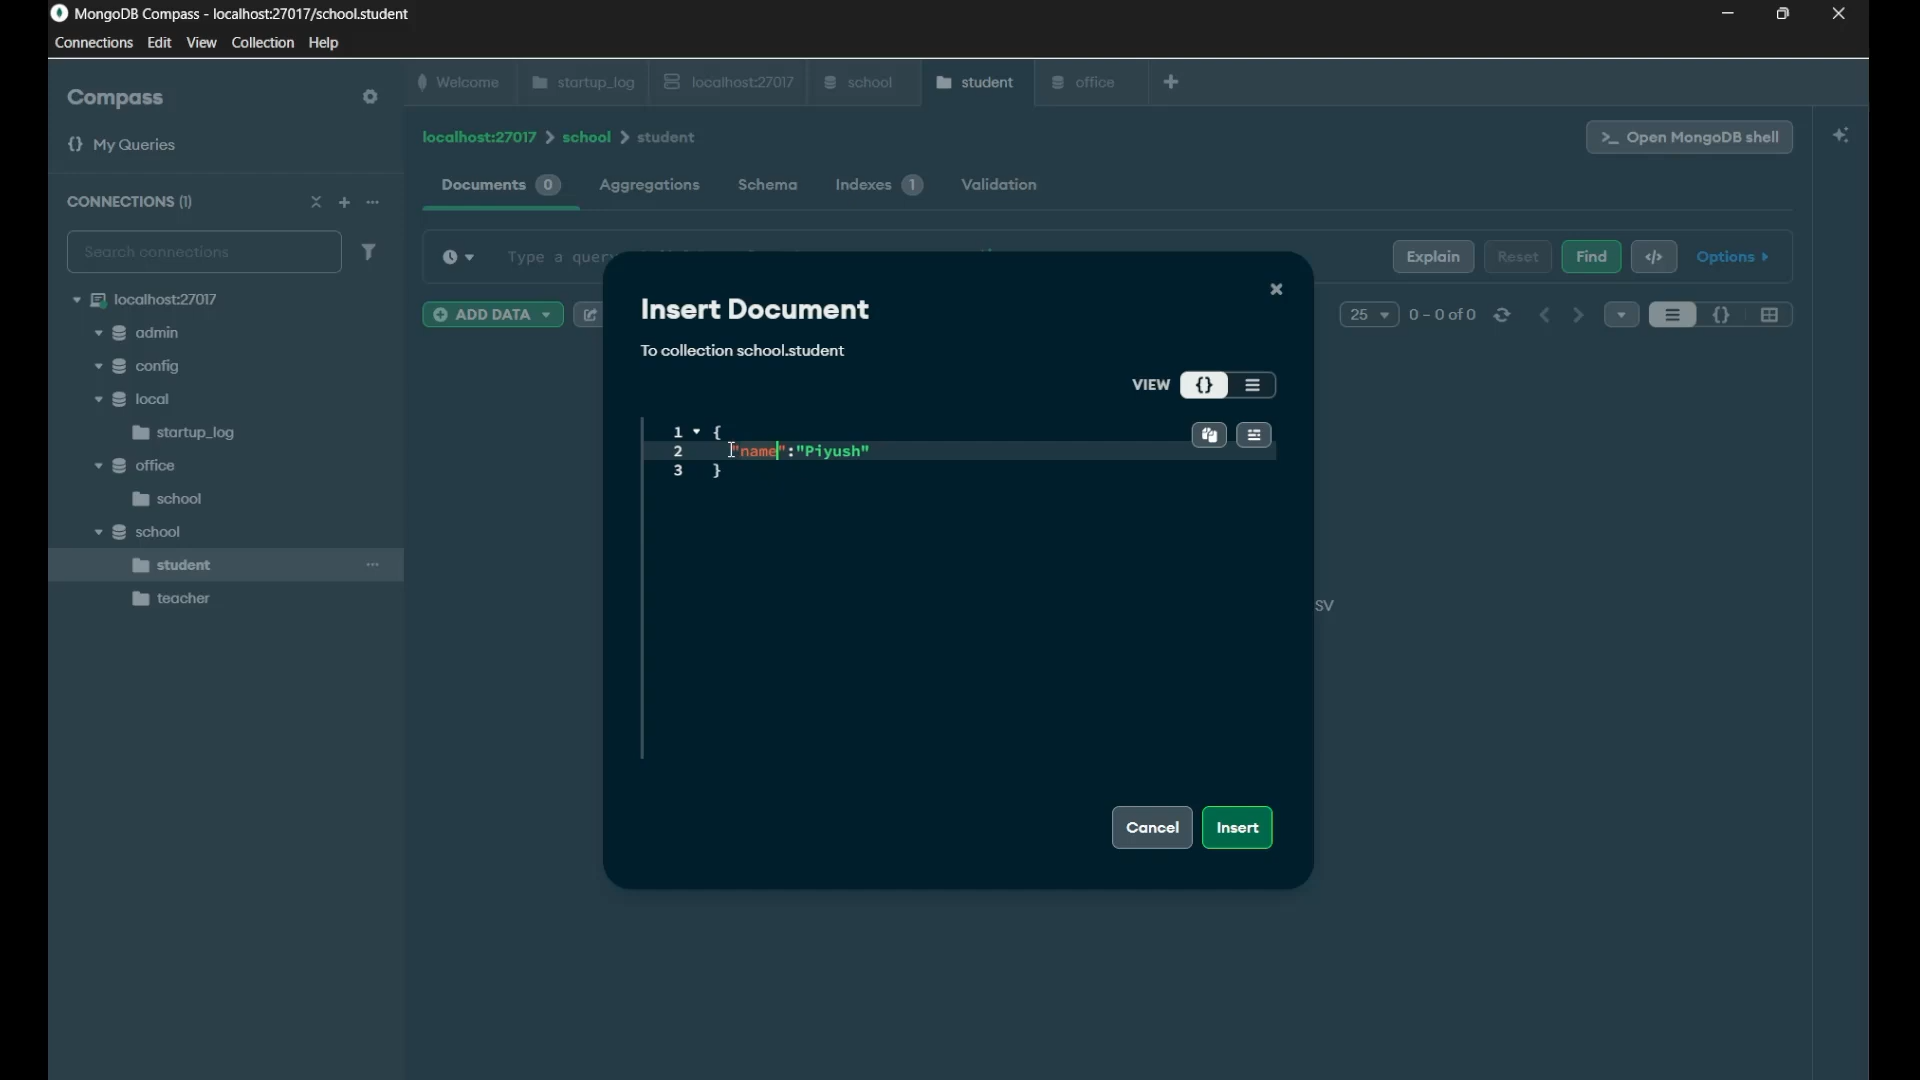 MongoDB Compass - localhost:27017/school.student
Connections Edit View Collection Help
Compass
{} My Queries
CONNECTIONS (1)
Search connections
localhost:27017
admin
config
local
startup_log
office
school
school
student
teacher
Welcome startup_log localhost:27017 school student office
localhost:27017 > school > student
>_ Open MongoDB shell
Documents 0 Aggregations Schema Indexes 1 Validation
Type a query
Explain Reset Find </> Options
ADD DATA
25 0 – 0 of 0
{}
SV
Insert Document
To collection school.student
VIEW {}
1 {
2 "name":"Piyush"
3 }
Cancel Insert